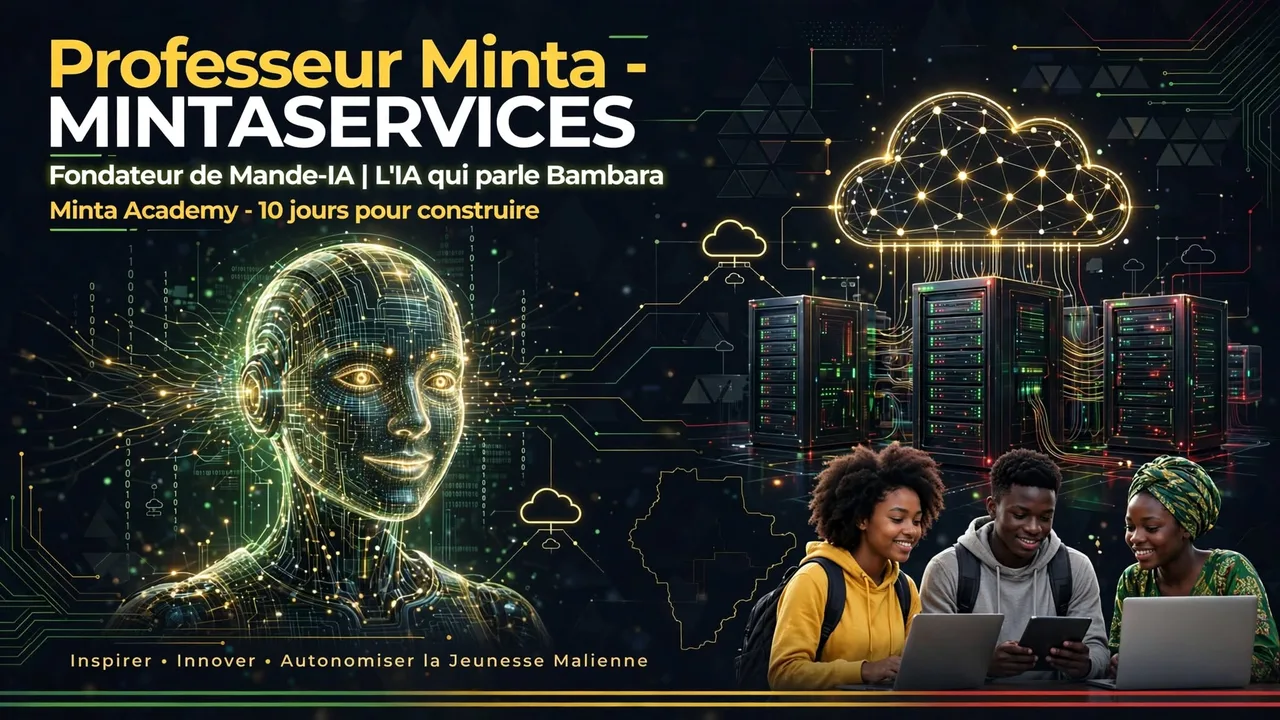 Professeur Minta -
MINTASERVICES
Fondateur de Mande-IA | L'IA qui parle Bambara
Minta Academy - 10 jours pour construire
Inspirer • Innover • Autonomiser la Jeunesse Malienne